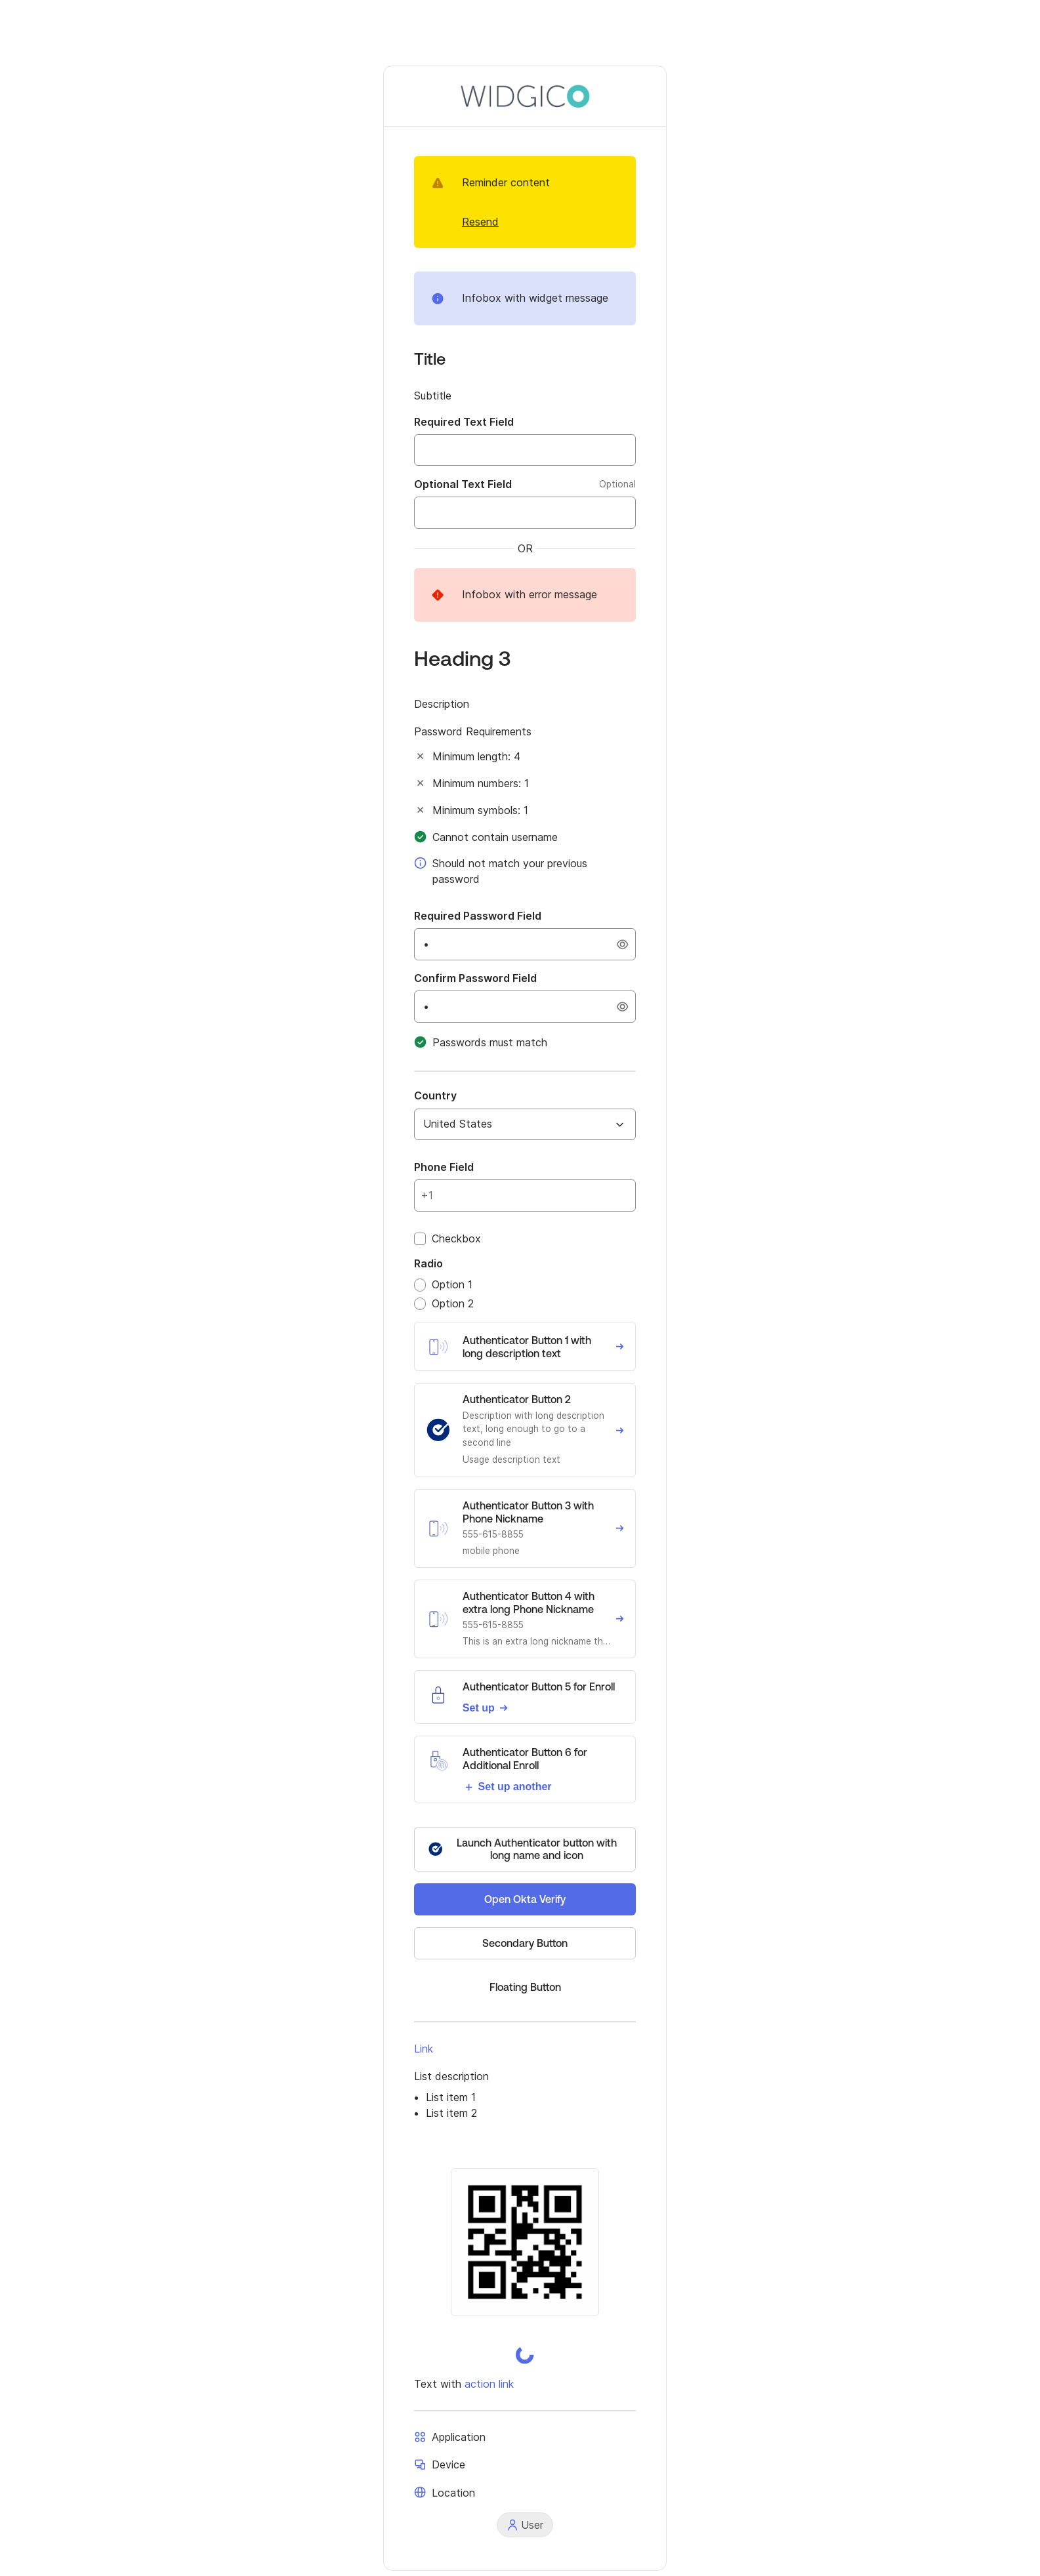 WIDGICO
Reminder content
Resend
Infobox with widget message
Title
Subtitle
Required Text Field
Optional Text Field Optional
OR
Infobox with error message
Heading 3
Description
Password Requirements
Minimum length: 4
Minimum numbers: 1
Minimum symbols: 1
Cannot contain username
Should not match your previous
password
Required Password Field
•
Confirm Password Field
•
Passwords must match
Country
United States
Phone Field
+1
Checkbox
Radio
Option 1
Option 2
Authenticator Button 1 with
long description text
Authenticator Button 2
Description with long description
text, long enough to go to a
second line
Usage description text
Authenticator Button 3 with
Phone Nickname
555-615-8855
mobile phone
Authenticator Button 4 with
extra long Phone Nickname
555-615-8855
This is an extra long nickname th...
Authenticator Button 5 for Enroll
Set up
Authenticator Button 6 for
Additional Enroll
Set up another
Launch Authenticator button with
long name and icon
Open Okta Verify
Secondary Button
Floating Button
Link
List description
• List item 1
• List item 2
Text with action link
Application
Device
Location
User